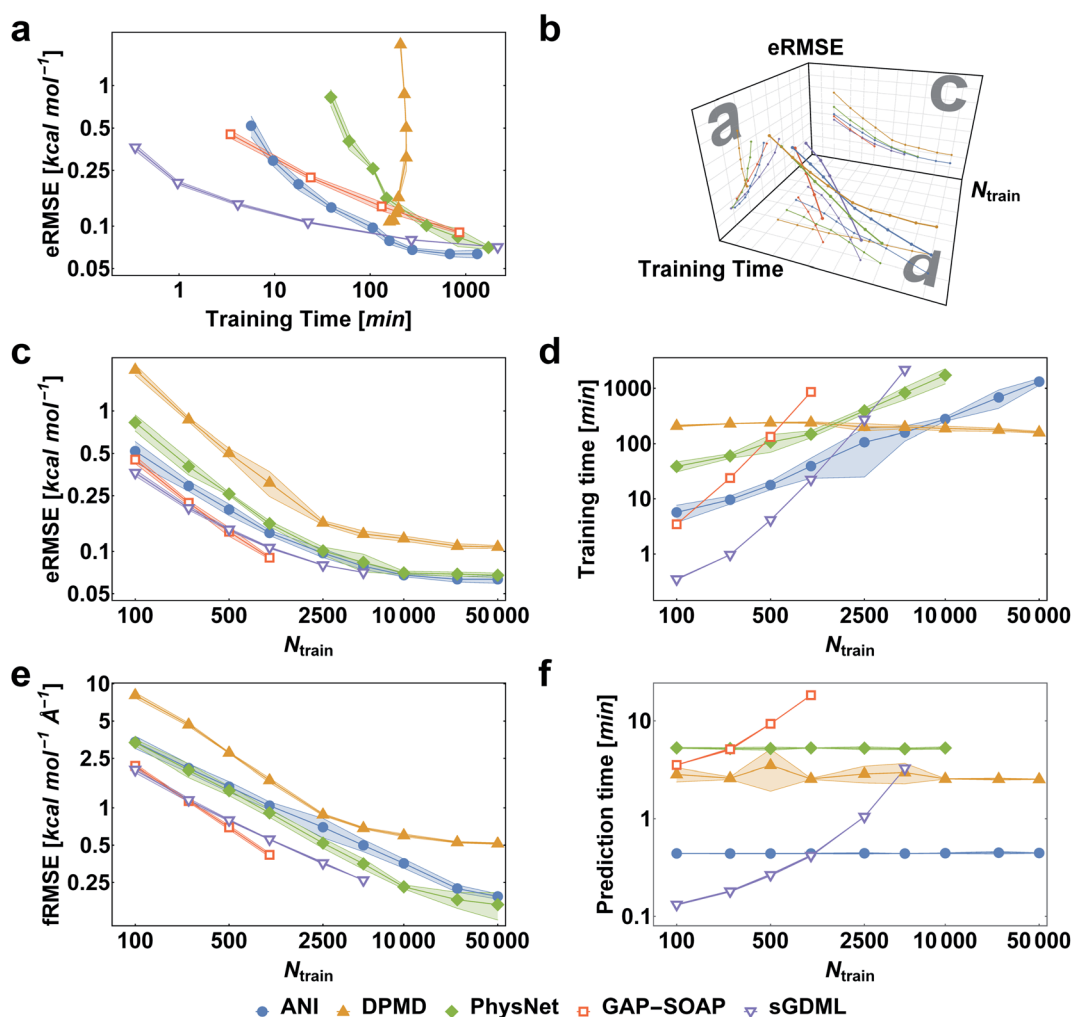 a
eRMSE [kcal mol⁻¹]
1
0.5
0.25
0.1
0.05
1 10 100 1000
Training Time [min]
b
eRMSE
a
c
d
N_train
Training Time
c
eRMSE [kcal mol⁻¹]
1
0.5
0.25
0.1
0.05
100 500 2500 10 000 50 000
N_train
d
Training time [min]
1000
100
10
1
100 500 2500 10 000 50 000
N_train
e
fRMSE [kcal mol⁻¹ Å⁻¹]
10
5
2.5
1
0.5
0.25
100 500 2500 10 000 50 000
N_train
f
Prediction time [min]
10
1
0.1
100 500 2500 10 000 50 000
N_train
ANI DPMD PhysNet GAP-SOAP sGDML